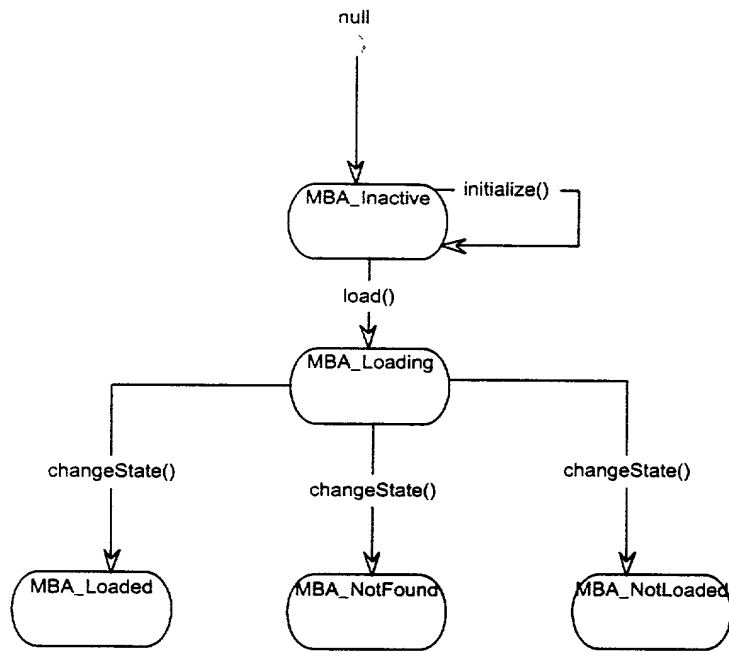 null
MBA_Inactive
initialize()
load()
MBA_Loading
changeState()
changeState()
changeState()
MBA_Loaded
MBA_NotFound
MBA_NotLoaded